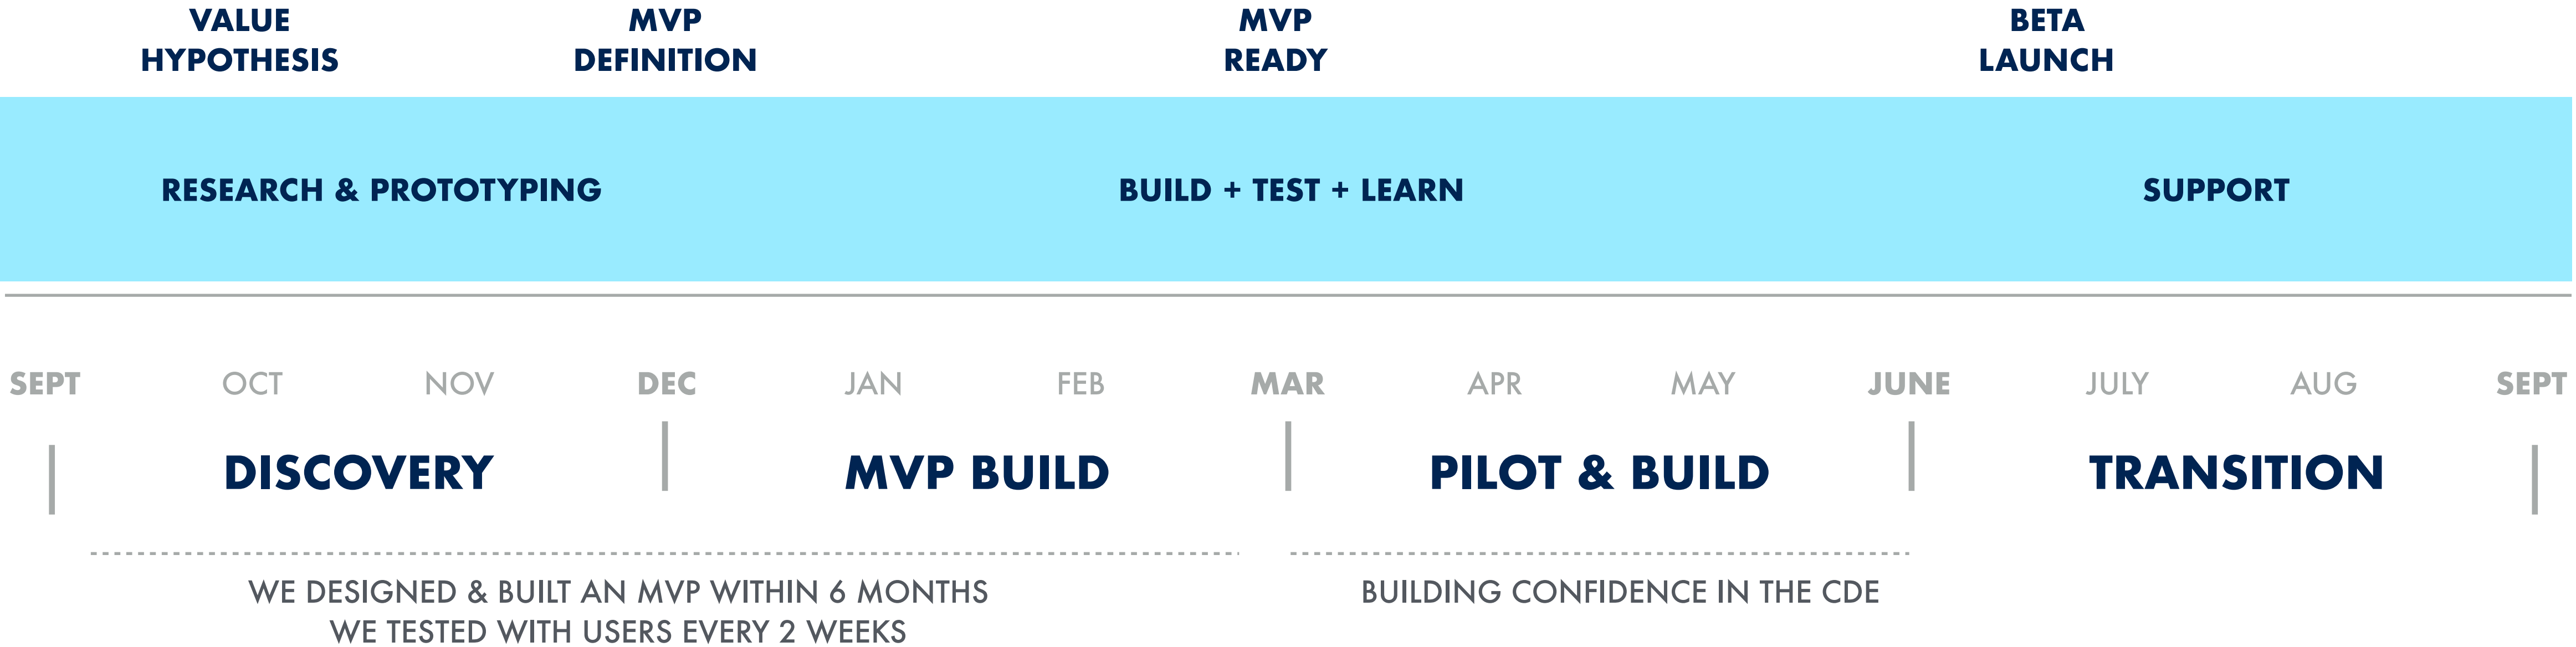 VALUE
HYPOTHESIS
MVP
DEFINITION
MVP
READY
BETA
LAUNCH
RESEARCH & PROTOTYPING
BUILD + TEST + LEARN
SUPPORT
SEPT OCT NOV DEC JAN FEB MAR APR MAY JUNE JULY AUG SEPT
DISCOVERY
MVP BUILD
PILOT & BUILD
TRANSITION
WE DESIGNED & BUILT AN MVP WITHIN 6 MONTHS
WE TESTED WITH USERS EVERY 2 WEEKS
BUILDING CONFIDENCE IN THE CDE